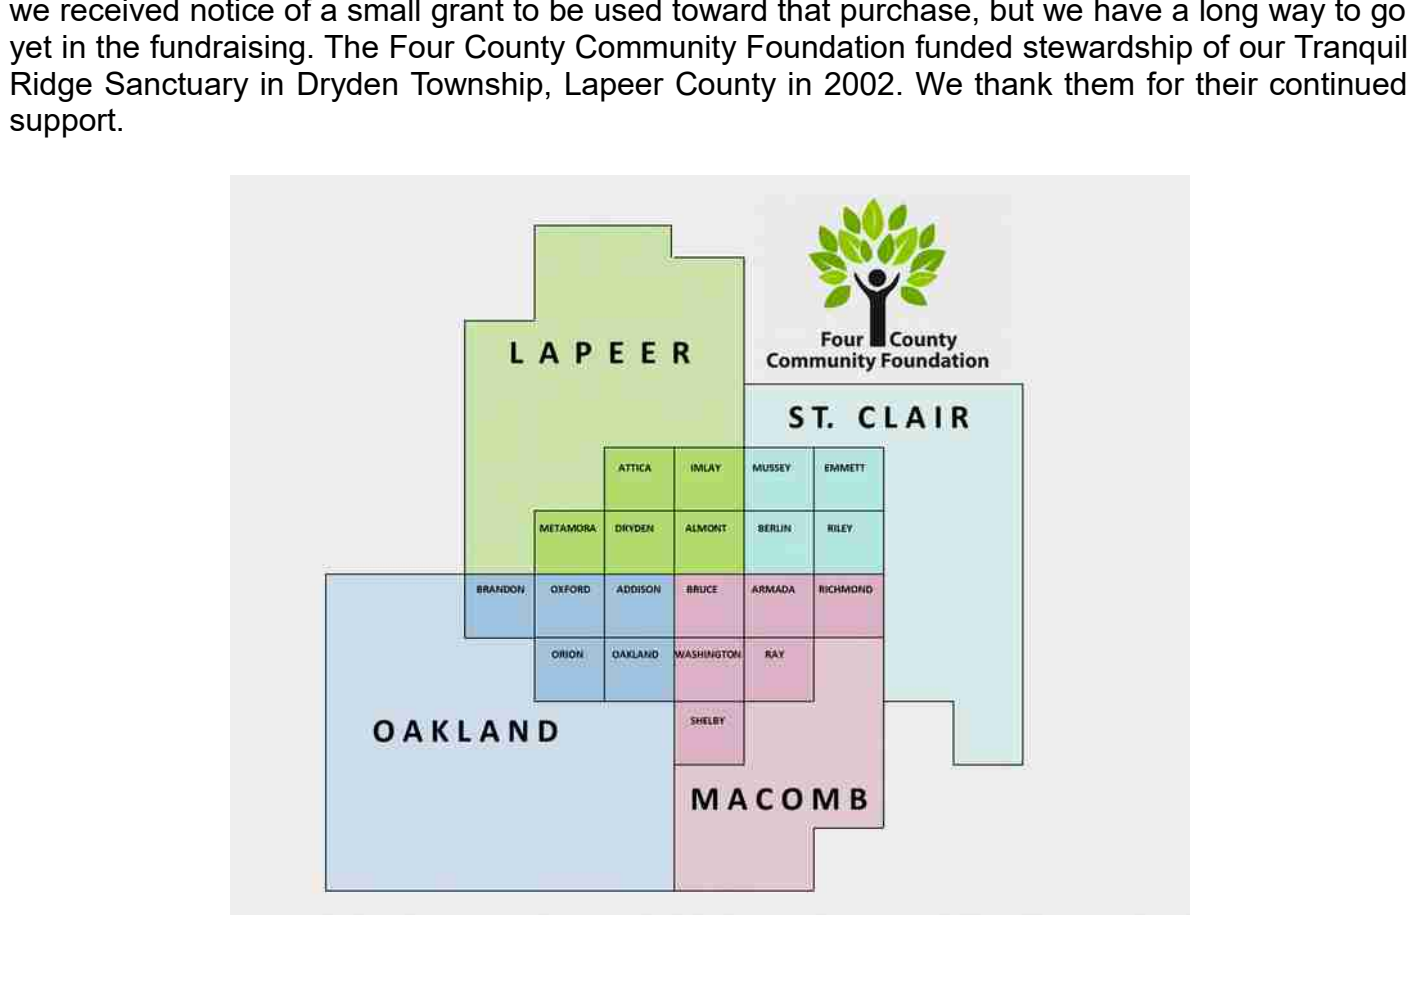 we received notice of a small grant to be used toward that purchase, but we have a long way to go
yet in the fundraising. The Four County Community Foundation funded stewardship of our Tranquil
Ridge Sanctuary in Dryden Township, Lapeer County in 2002. We thank them for their continued
support.
Four County
Community Foundation
LAPEER
ST. CLAIR
ATTICA IMLAY MUSSEY EMMETT
METAMORA DRYDEN ALMONT BERLIN RILEY
BRANDON OXFORD ADDISON BRUCE ARMADA RICHMOND
ORION OAKLAND WASHINGTON RAY
SHELBY
OAKLAND
MACOMB